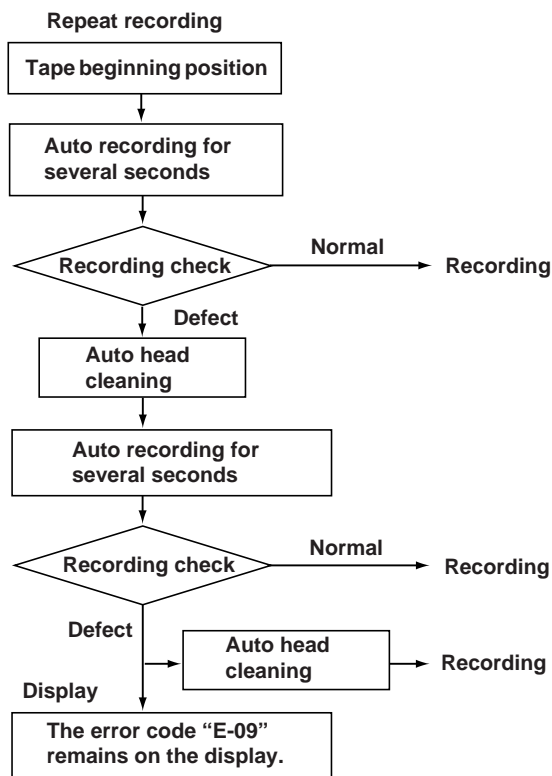 Repeat recording
Tape beginning position
Auto recording for
several seconds
Recording check
Normal
Recording
Defect
Auto head
cleaning
Auto recording for
several seconds
Recording check
Normal
Recording
Defect
Auto head
cleaning
Recording
Display
The error code “E-09”
remains on the display.